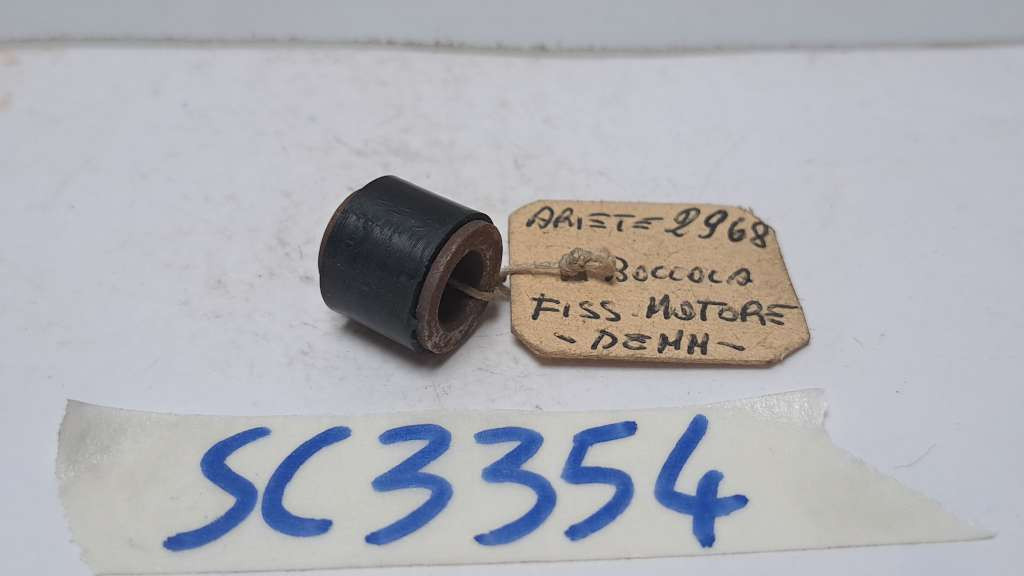 ARIETE 2968
BOCCOLA
FISS. MOTORE
- DEMM -
SC3354